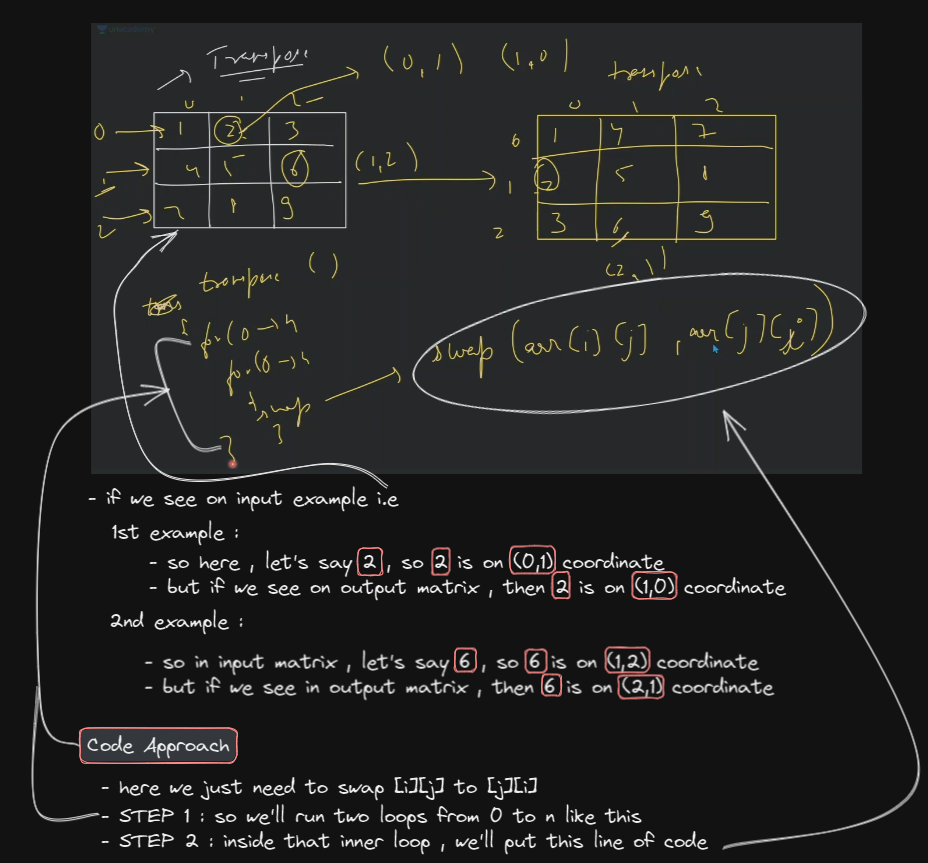 Transpose
(0,1) (1,0)
transpose
0 1 2
0 1 2 3
1 4 5 6
2 7 8 9
(1,2)
0 1 2
0 1 4 7
1 2 5 8
2 3 6 9
(2,1)
transpose ( )
{ for(0→n
for(0→n
{ swap
}
}
swap (arr[i][j] , arr[j][i])
- if we see on input example i.e
1st example :
- so here , let's say 2 , so 2 is on (0,1) coordinate
- but if we see on output matrix , then 2 is on (1,0) coordinate
2nd example :
- so in input matrix , let's say 6 , so 6 is on (1,2) coordinate
- but if we see in output matrix , then 6 is on (2,1) coordinate
Code Approach
- here we just need to swap [i][j] to [j][i]
- STEP 1 : so we'll run two loops from 0 to n like this
- STEP 2 : inside that inner loop , we'll put this line of code